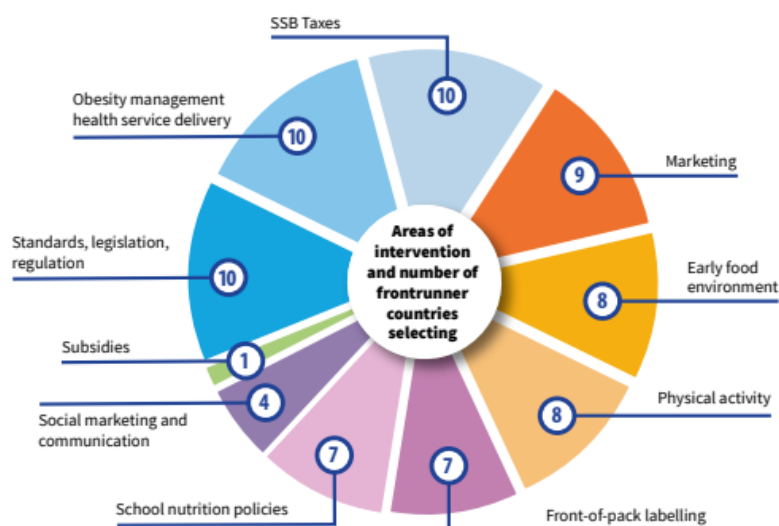 SSB Taxes
10
Obesity management
health service delivery
10
Marketing
9
Standards, legislation,
regulation
10
Areas of
intervention
and number of
frontrunner
countries
selecting
Early food
environment
8
Subsidies
1
Physical activity
8
Social marketing and
communication
4
School nutrition policies
7
Front-of-pack labelling
7